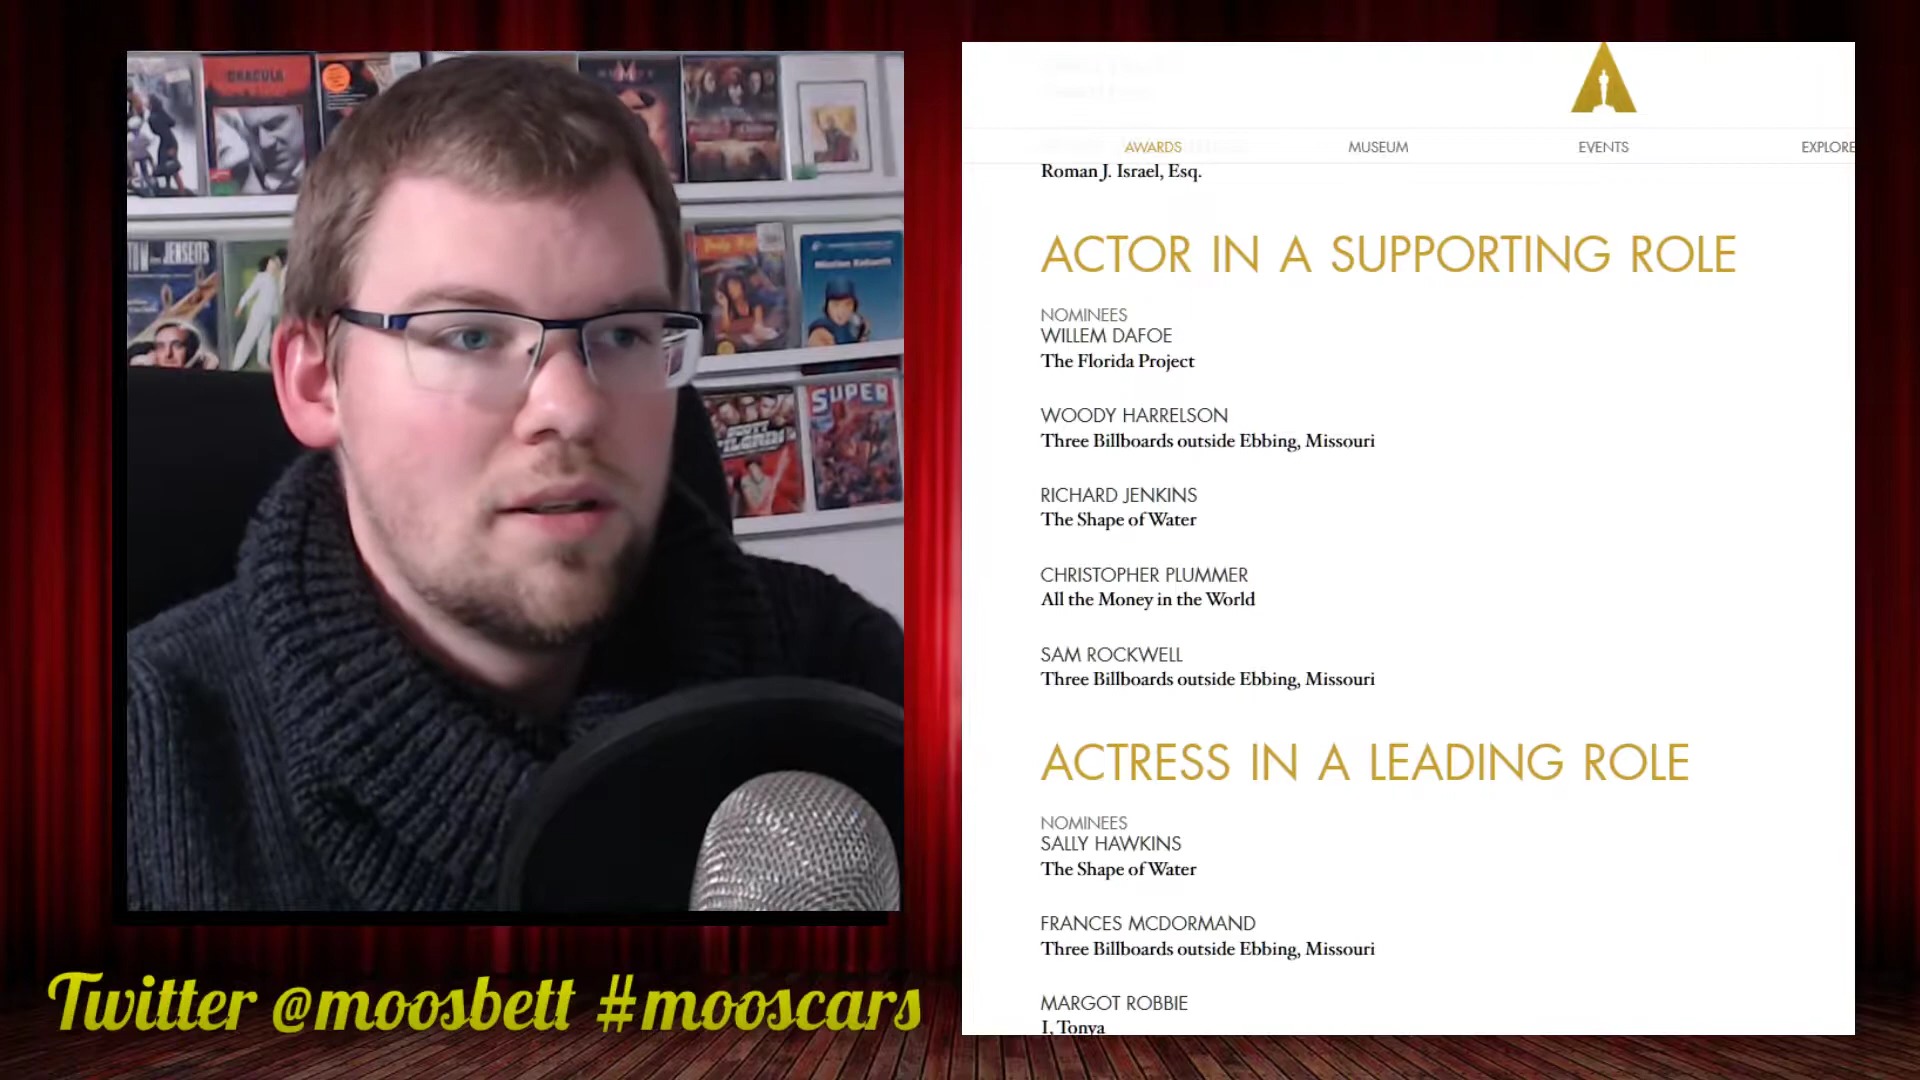 DRACULA
JENSEITS
SCOTT
PILGRIM
SUPER
Twitter @moosbett #mooscars
AWARDS
MUSEUM
EVENTS
EXPLORE
Roman J. Israel, Esq.
ACTOR IN A SUPPORTING ROLE
NOMINEES
WILLEM DAFOE
The Florida Project
WOODY HARRELSON
Three Billboards outside Ebbing, Missouri
RICHARD JENKINS
The Shape of Water
CHRISTOPHER PLUMMER
All the Money in the World
SAM ROCKWELL
Three Billboards outside Ebbing, Missouri
ACTRESS IN A LEADING ROLE
NOMINEES
SALLY HAWKINS
The Shape of Water
FRANCES MCDORMAND
Three Billboards outside Ebbing, Missouri
MARGOT ROBBIE
I, Tonya